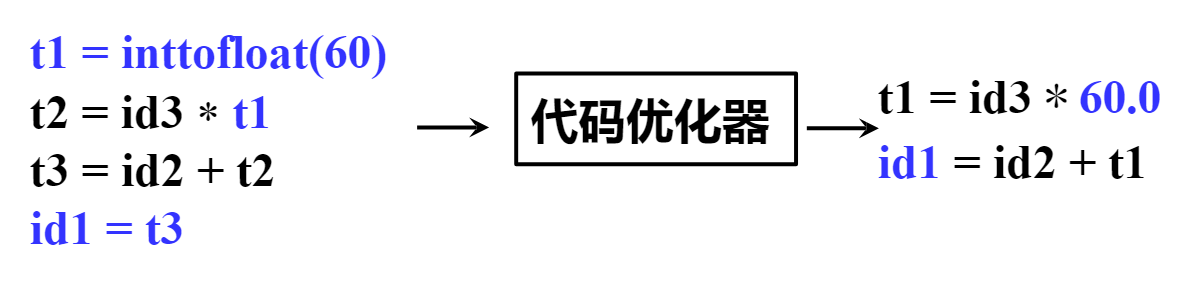 t1 = inttofloat(60)
t2 = id3 * t1
t3 = id2 + t2
id1 = t3
代码优化器
t1 = id3 * 60.0
id1 = id2 + t1